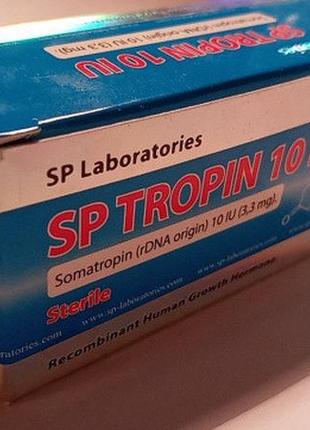 SP TROPIN 10 IU
SP Laboratories
SP TROPIN 10
Somatropin (rDNA origin) 10 IU (3,3 mg).
Sterile
www.sp-laboratories.com
Recombinant Human Growth Hormone